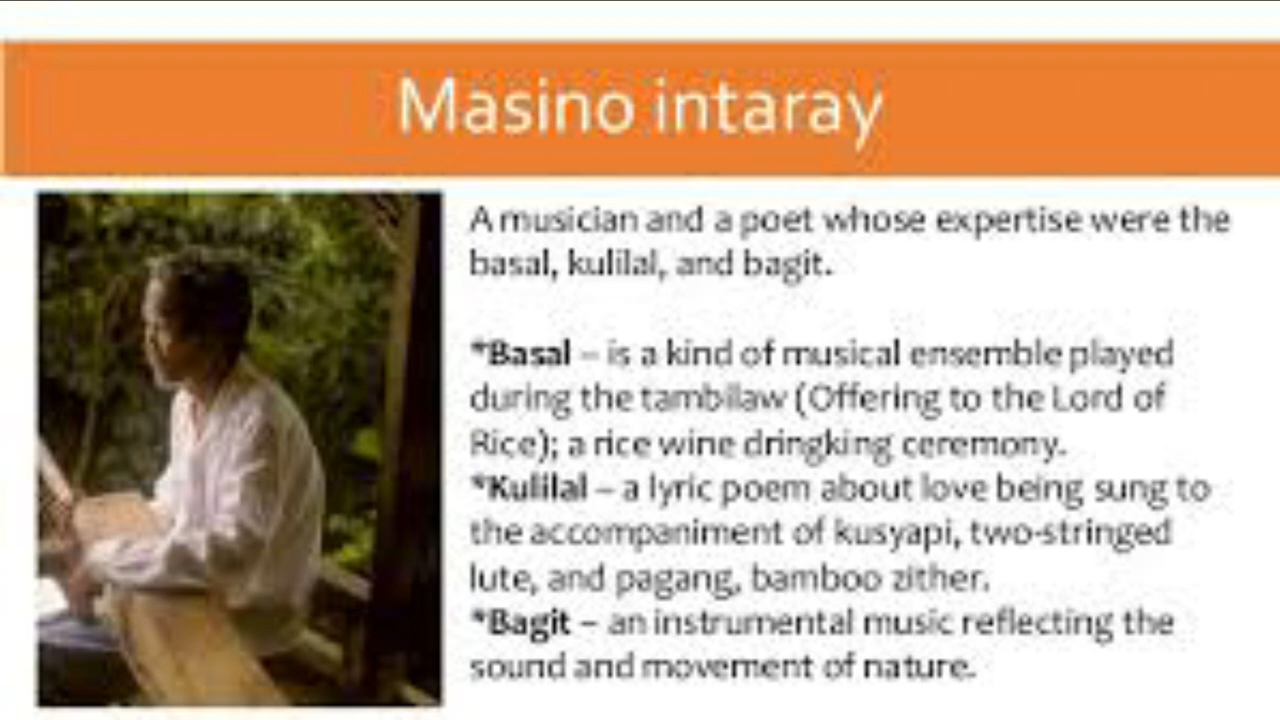 Masino intaray
A musician and a poet whose expertise were the
basal, kulilal, and bagit.
*Basal – is a kind of musical ensemble played
during the tambilaw (Offering to the Lord of
Rice); a rice wine dringking ceremony.
*Kulilal – a lyric poem about love being sung to
the accompaniment of kusyapi, two-stringed
lute, and pagang, bamboo zither.
*Bagit – an instrumental music reflecting the
sound and movement of nature.